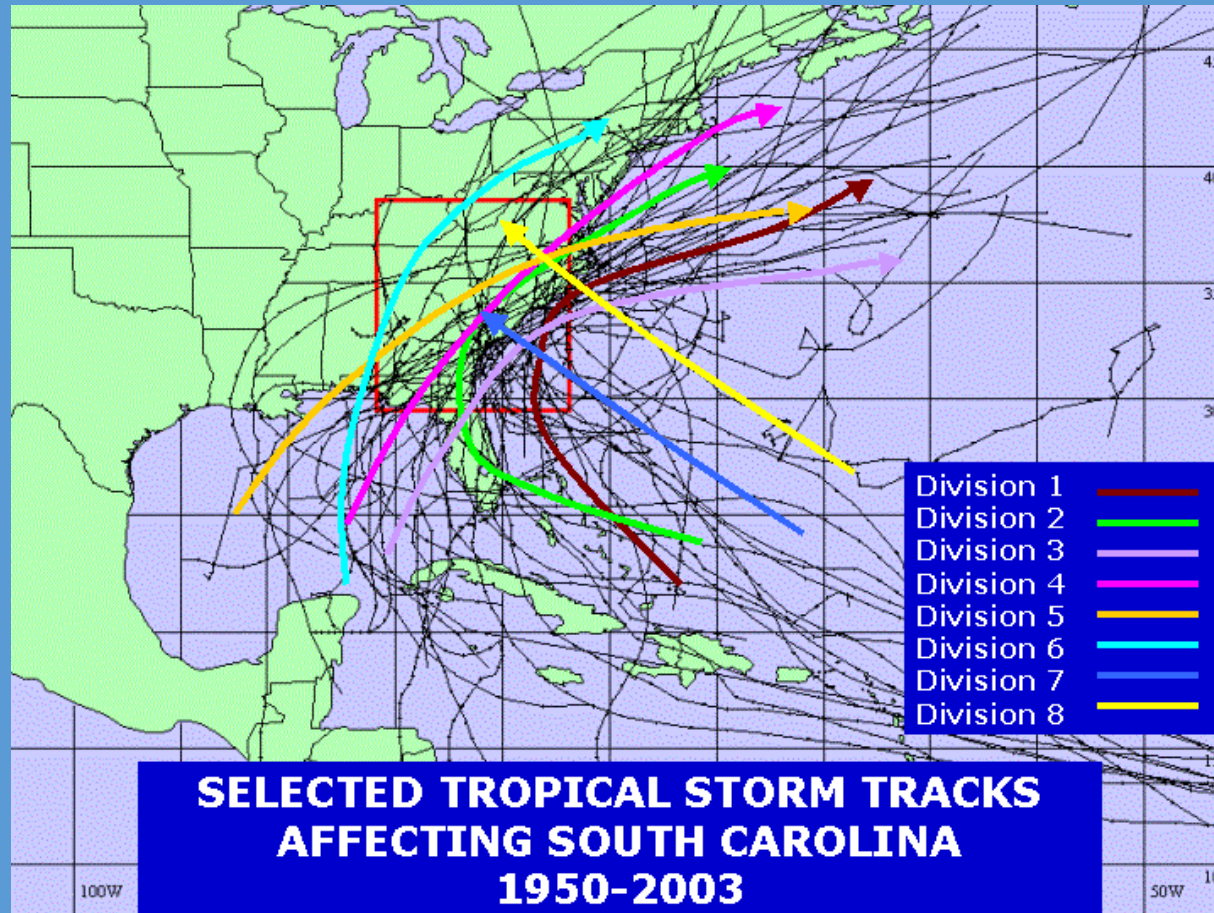 Division 1
Division 2
Division 3
Division 4
Division 5
Division 6
Division 7
Division 8
SELECTED TROPICAL STORM TRACKS
AFFECTING SOUTH CAROLINA
1950-2003
100W
50W